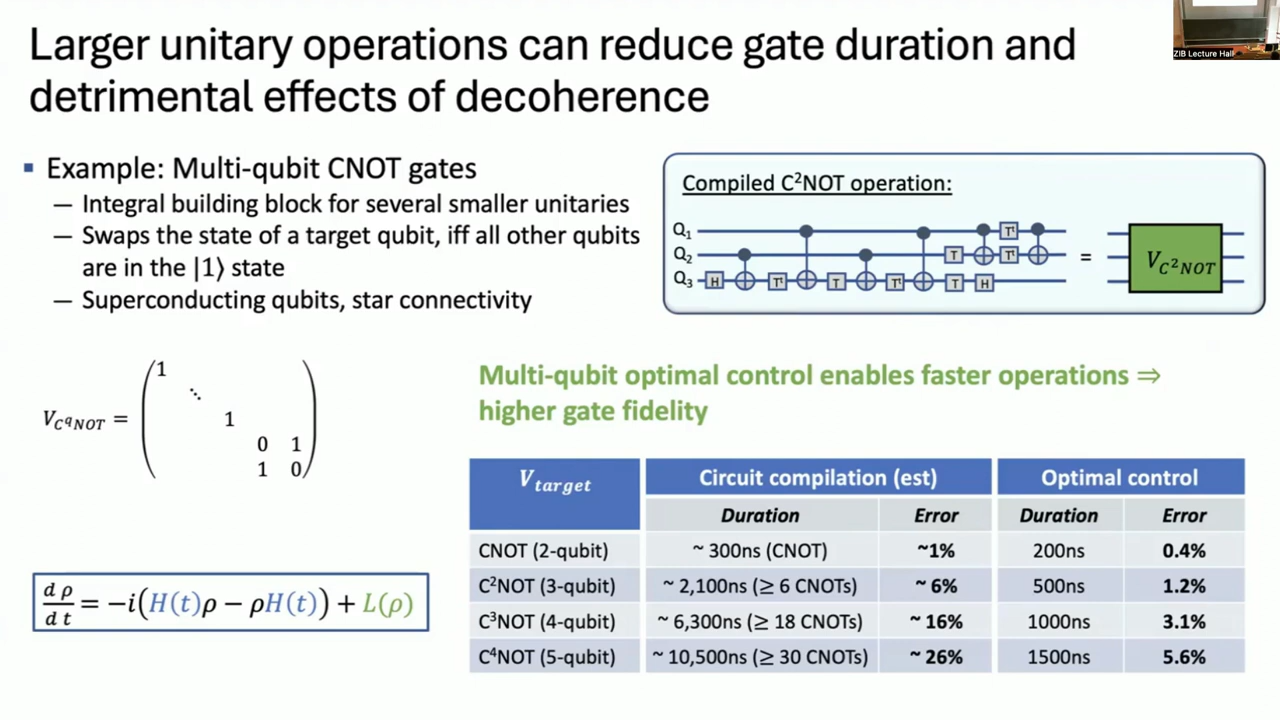 Larger unitary operations can reduce gate duration and
detrimental effects of decoherence
ZIB Lecture Hall
▪ Example: Multi-qubit CNOT gates
— Integral building block for several smaller unitaries
— Swaps the state of a target qubit, iff all other qubits
are in the |1⟩ state
— Superconducting qubits, star connectivity
Compiled C²NOT operation:
Q₁ T†
Q₂ T T†
Q₃ H T† T T† T H
= V_C²NOT
V_CqNOT = (1 ⋱ 1 0 1 1 0)
dρ/dt = −i(H(t)ρ − ρH(t)) + L(ρ)
Multi-qubit optimal control enables faster operations ⇒
higher gate fidelity
V_target Circuit compilation (est) Optimal control
Duration Error Duration Error
CNOT (2-qubit) ~ 300ns (CNOT) ~1% 200ns 0.4%
C²NOT (3-qubit) ~ 2,100ns (≥ 6 CNOTs) ~ 6% 500ns 1.2%
C³NOT (4-qubit) ~ 6,300ns (≥ 18 CNOTs) ~ 16% 1000ns 3.1%
C⁴NOT (5-qubit) ~ 10,500ns (≥ 30 CNOTs) ~ 26% 1500ns 5.6%